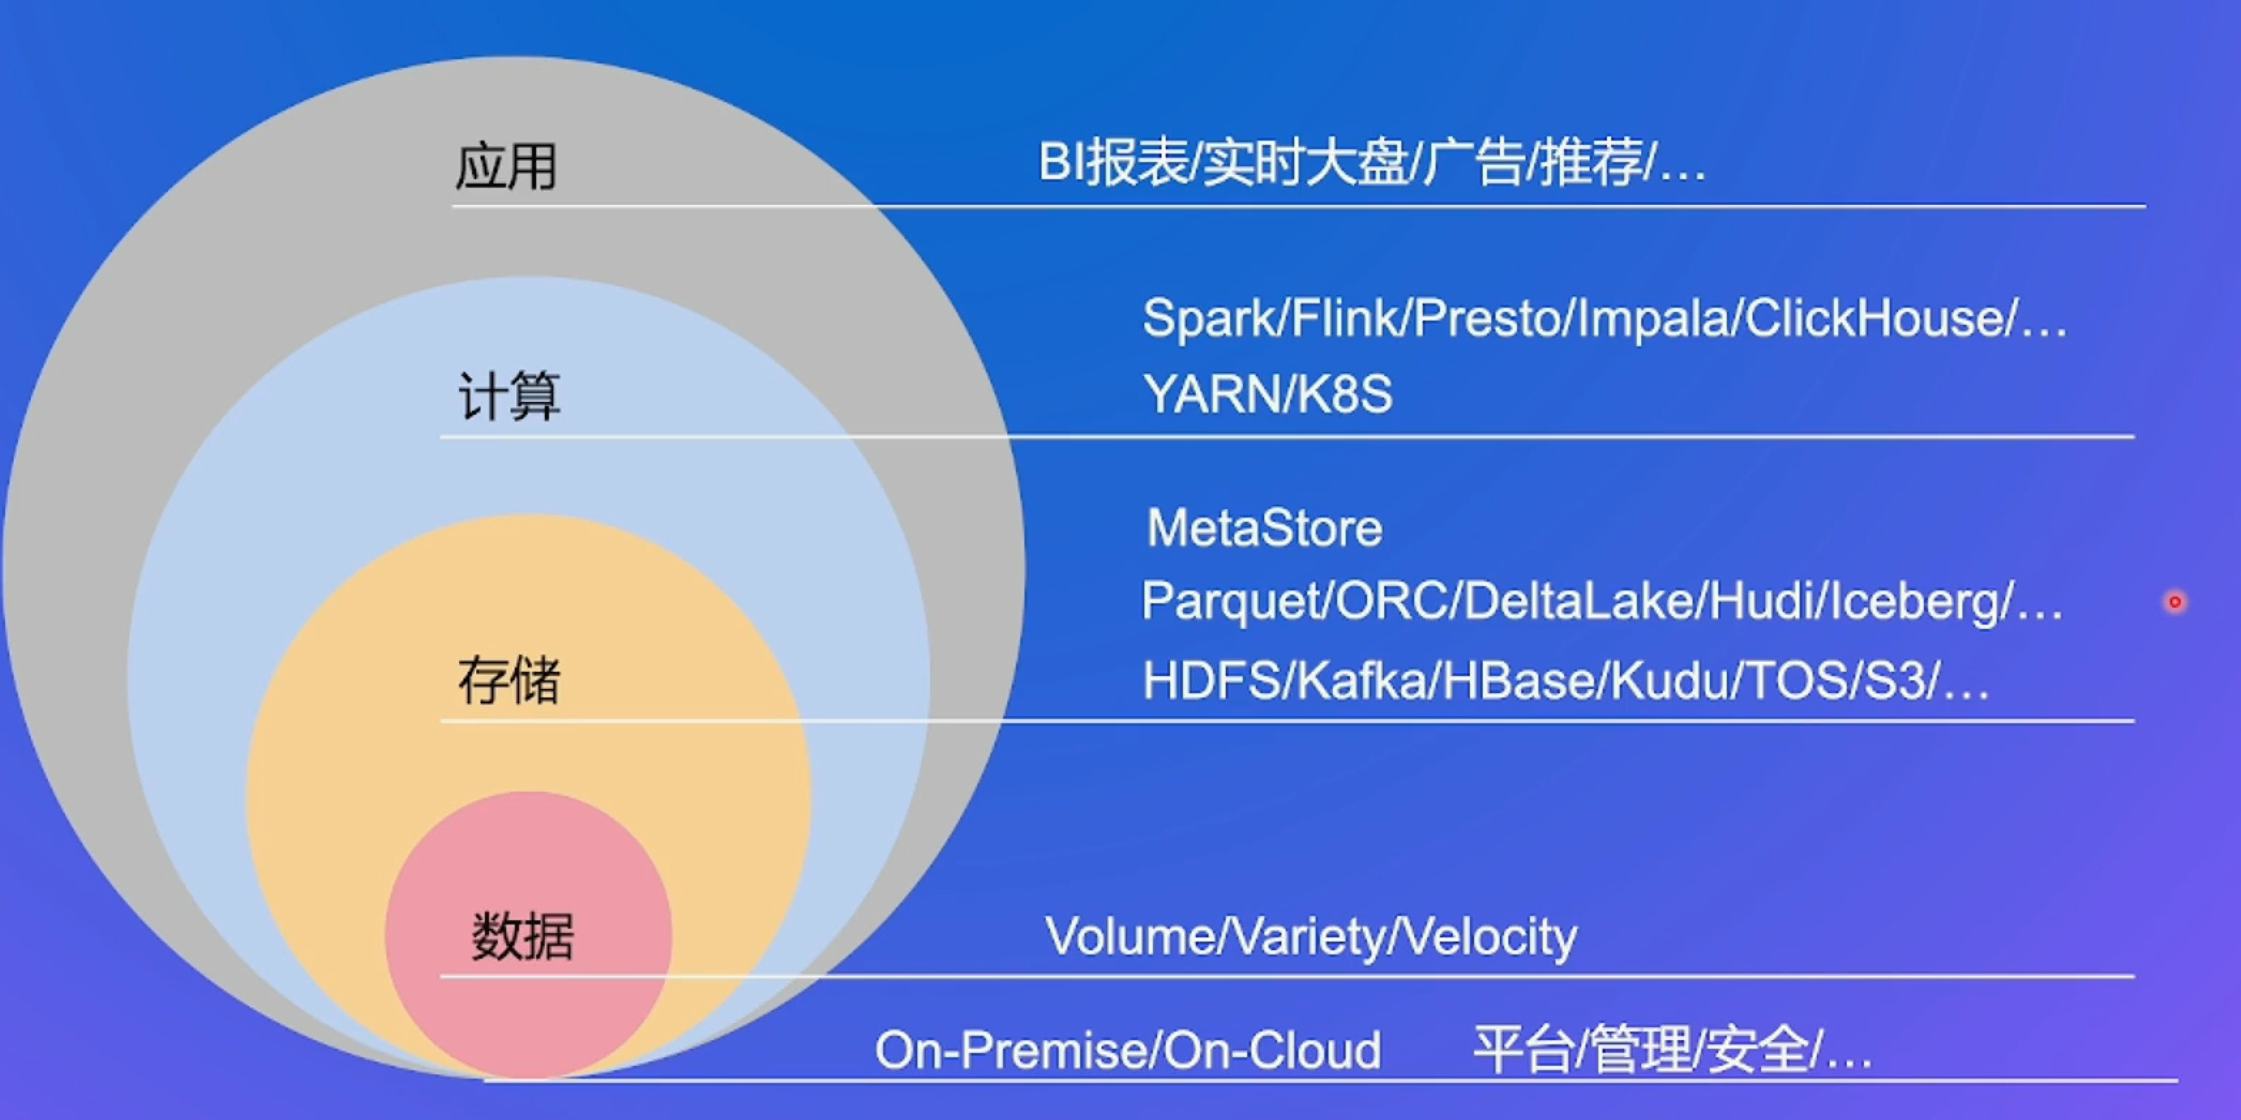 应用
BI报表/实时大盘/广告/推荐/...
Spark/Flink/Presto/Impala/ClickHouse/...
计算
YARN/K8S
MetaStore
Parquet/ORC/DeltaLake/Hudi/Iceberg/...
存储
HDFS/Kafka/HBase/Kudu/TOS/S3/...
数据
Volume/Variety/Velocity
On-Premise/On-Cloud 平台/管理/安全/...